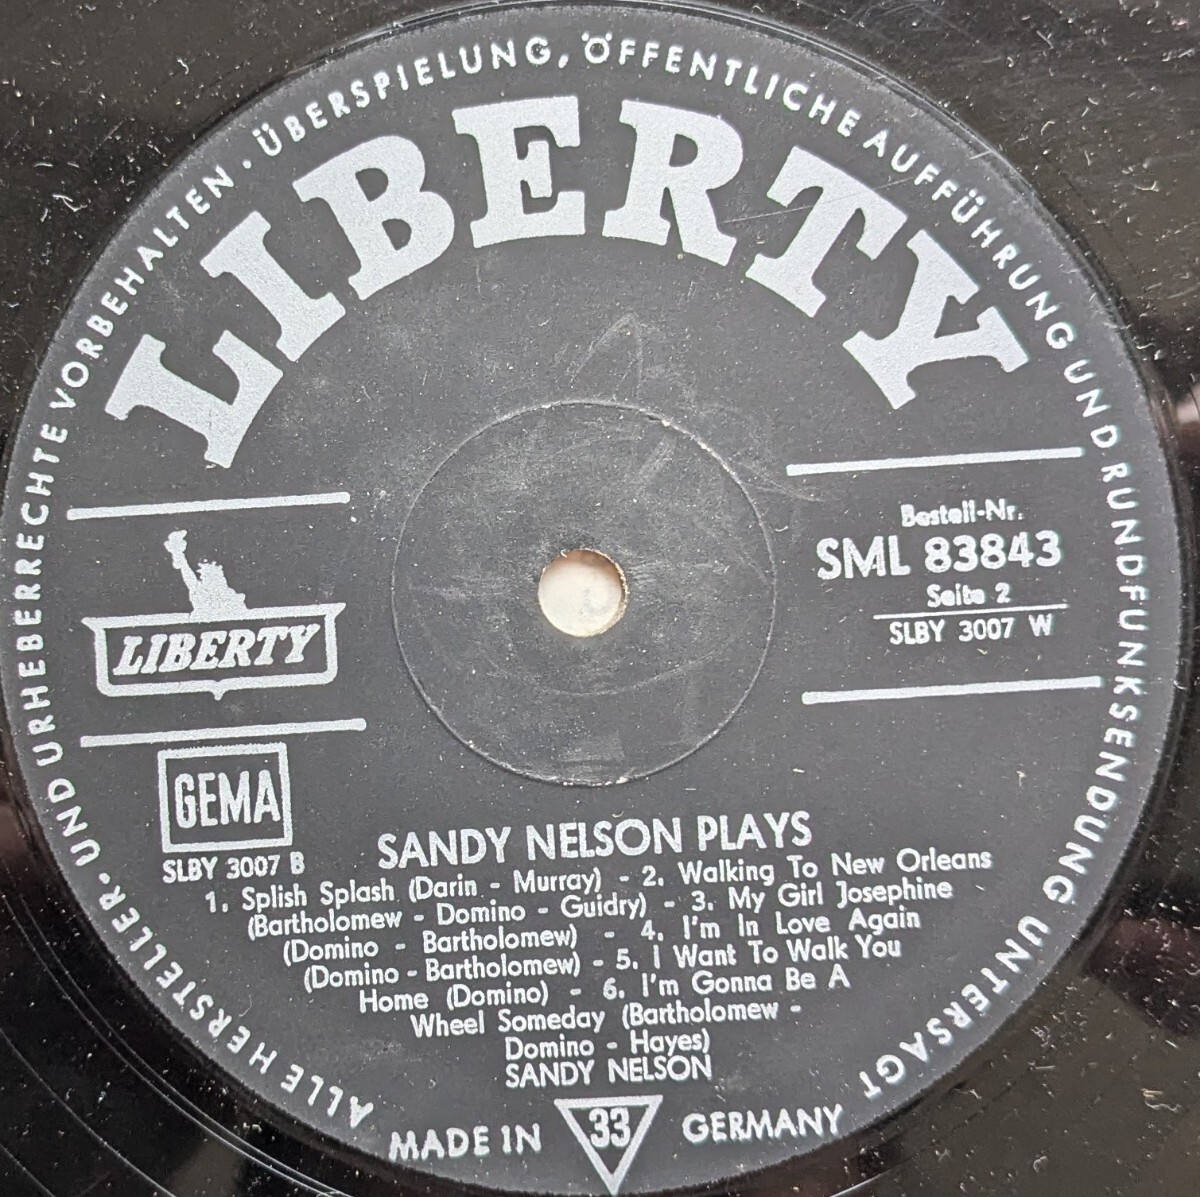 ALLE HERSTELLER- UND URHEBERRECHTE VORBEHALTEN · ÜBERSPIELUNG, ÖFFENTLICHE AUFFÜHRUNG UND RUNDFUNKSENDUNG UNTERSAGT
LIBERTY
LIBERTY
Bestell-Nr.
SML 83843
Seite 2
SLBY 3007 W
GEMA
SLBY 3007 B
SANDY NELSON PLAYS
1. Splish Splash (Darin - Murray) - 2. Walking To New Orleans
(Bartholomew - Domino - Guidry) - 3. My Girl Josephine
(Domino - Bartholomew) - 4. I'm In Love Again
(Domino - Bartholomew) - 5. I Want To Walk You
Home (Domino) - 6. I'm Gonna Be A
Wheel Someday (Bartholomew -
Domino - Hayes)
SANDY NELSON
MADE IN 33 GERMANY